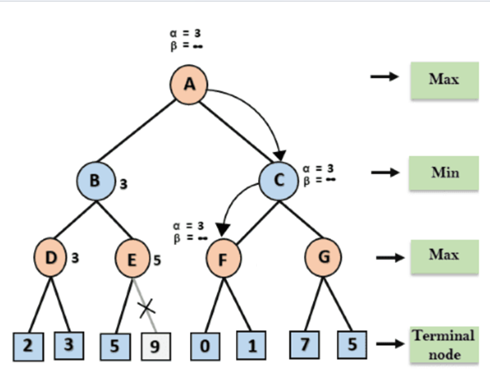 α = 3
β = ∞
A
Max
B 3
C
α = 3
β = ∞
Min
α = 3
β = ∞
D 3
E 5
F
G
Max
2 3 5 9 0 1 7 5
Terminal
node